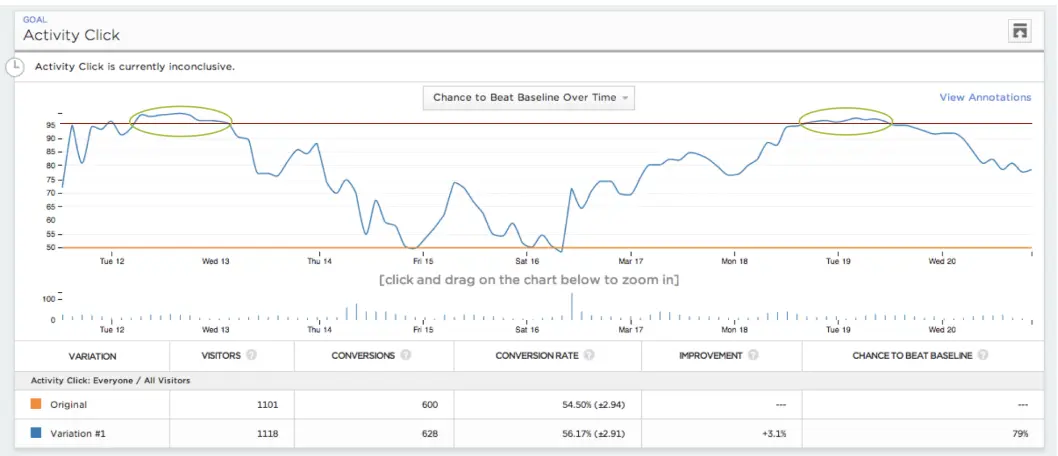 GOAL
Activity Click
Activity Click is currently inconclusive.
Chance to Beat Baseline Over Time
View Annotations
95
90
85
80
75
70
65
60
55
50
Tue 12 Wed 13 Thu 14 Fri 15 Sat 16 Mar 17 Mon 18 Tue 19 Wed 20
[click and drag on the chart below to zoom in]
100
0
Tue 12 Wed 13 Thu 14 Fri 15 Sat 16 Mar 17 Mon 18 Tue 19 Wed 20
VARIATION VISITORS ? CONVERSIONS ? CONVERSION RATE ? IMPROVEMENT ? CHANCE TO BEAT BASELINE ?
Activity Click: Everyone / All Visitors
Original 1101 600 54.50% (±2.94) --- ---
Variation #1 1118 628 56.17% (±2.91) +3.1% 79%